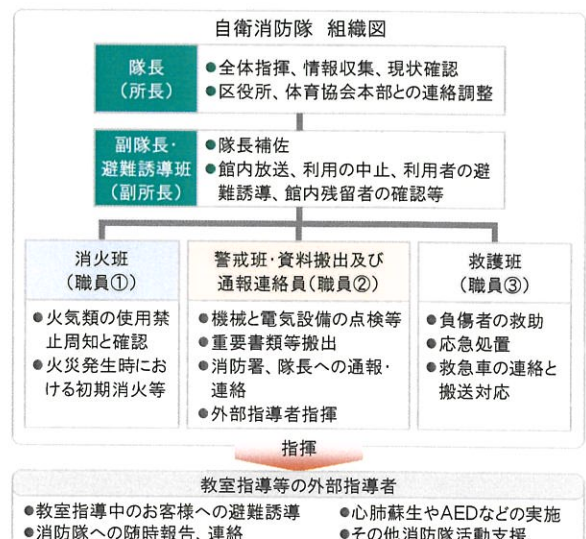 自衛消防隊 組織図
隊長
(所長)
●全体指揮、情報収集、現状確認
●区役所、体育協会本部との連絡調整
副隊長・
避難誘導班
(副所長)
●隊長補佐
●館内放送、利用の中止、利用者の避
難誘導、館内残留者の確認等
消火班
(職員①)
●火気類の使用禁
止周知と確認
●火災発生時にお
ける初期消火等
警戒班・資料搬出及び
通報連絡員(職員②)
●機械と電気設備の点検等
●重要書類等搬出
●消防署、隊長への通報・
連絡
●外部指導者指揮
救護班
(職員③)
●負傷者の救助
●応急処置
●救急車の連絡と
搬送対応
指揮
教室指導等の外部指導者
●教室指導中のお客様への避難誘導
●消防隊への随時報告、連絡
●心肺蘇生やAEDなどの実施
●その他消防隊活動支援